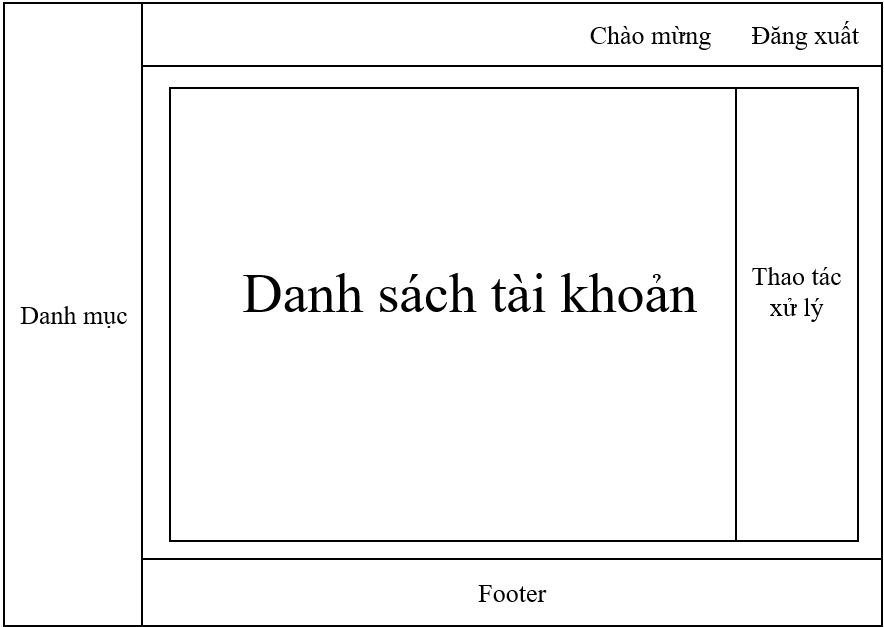 Chào mừng Đăng xuất
Danh mục
Danh sách tài khoản
Thao tác
xử lý
Footer